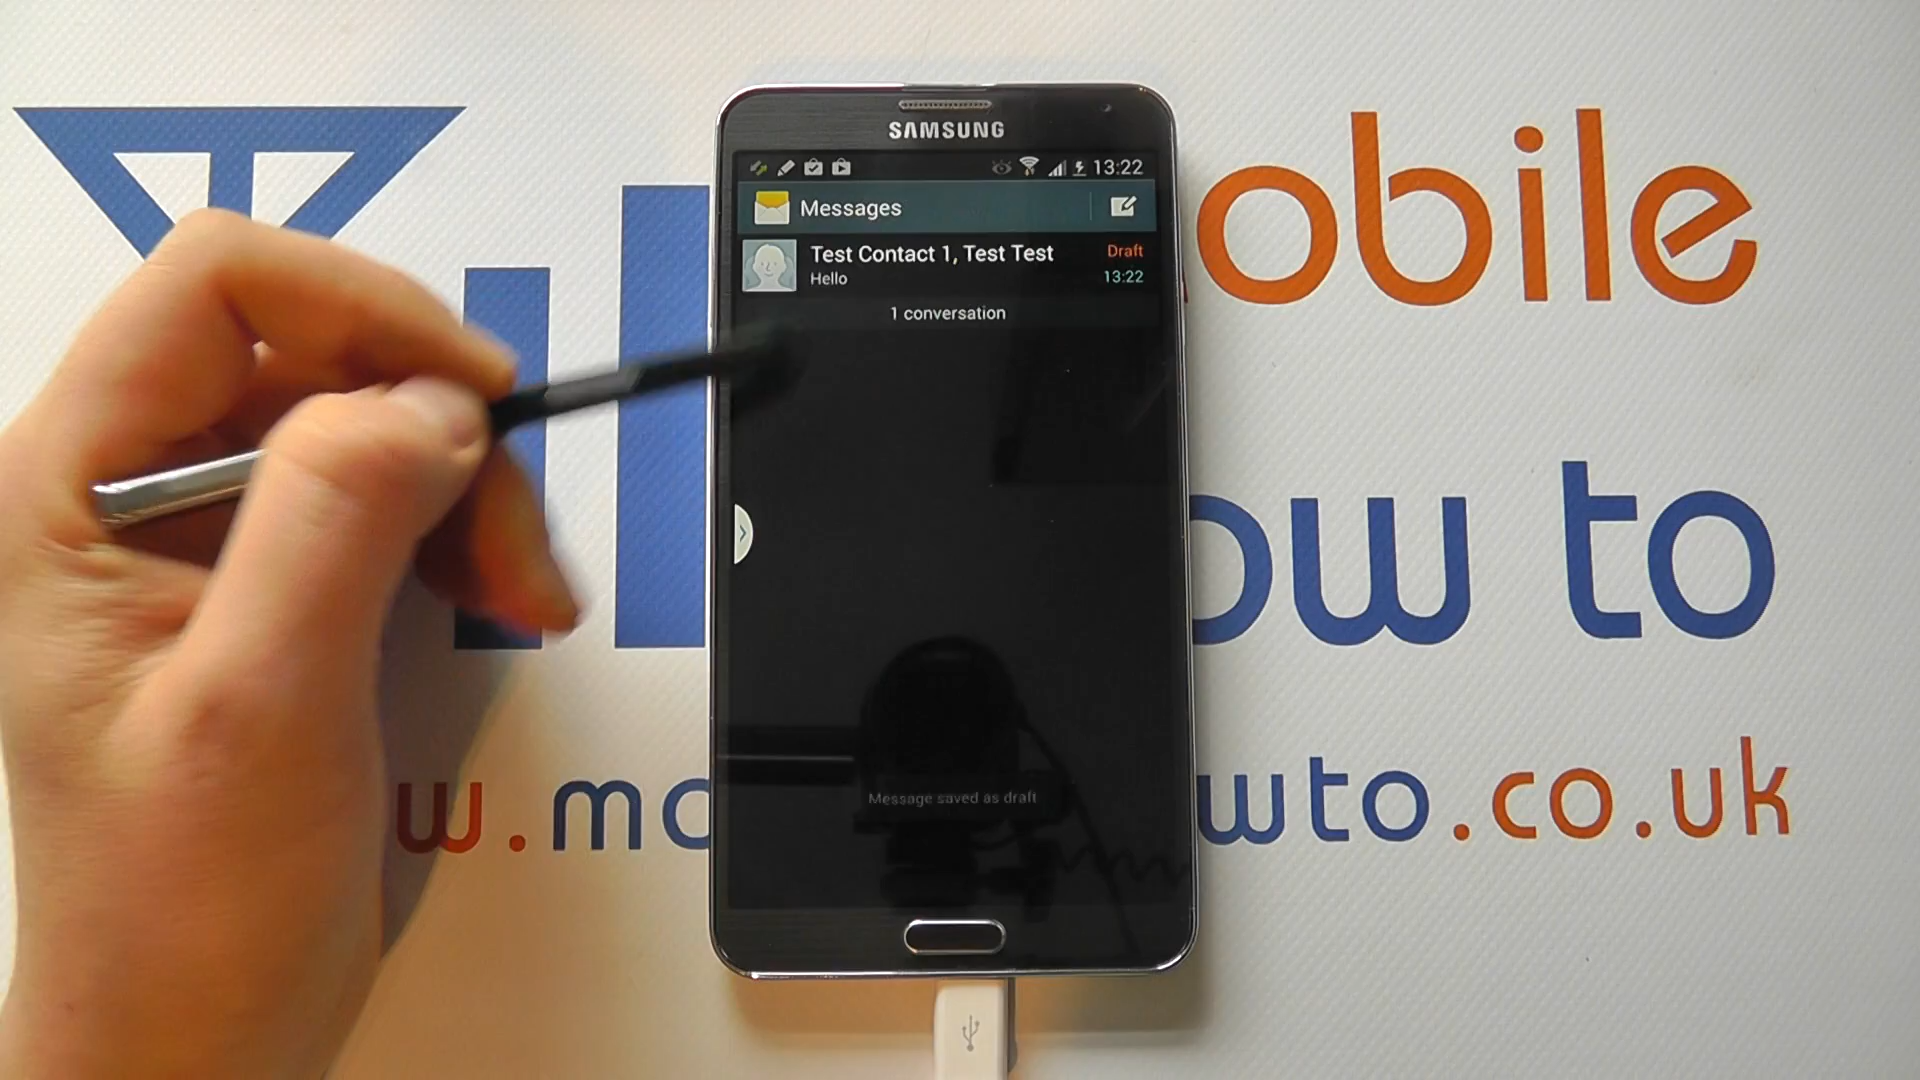 SAMSUNG
13:22
Messages
Test Contact 1, Test Test
Draft
Hello
13:22
1 conversation
Message saved as draft
obile
ow to
w.mo
wto.co.uk